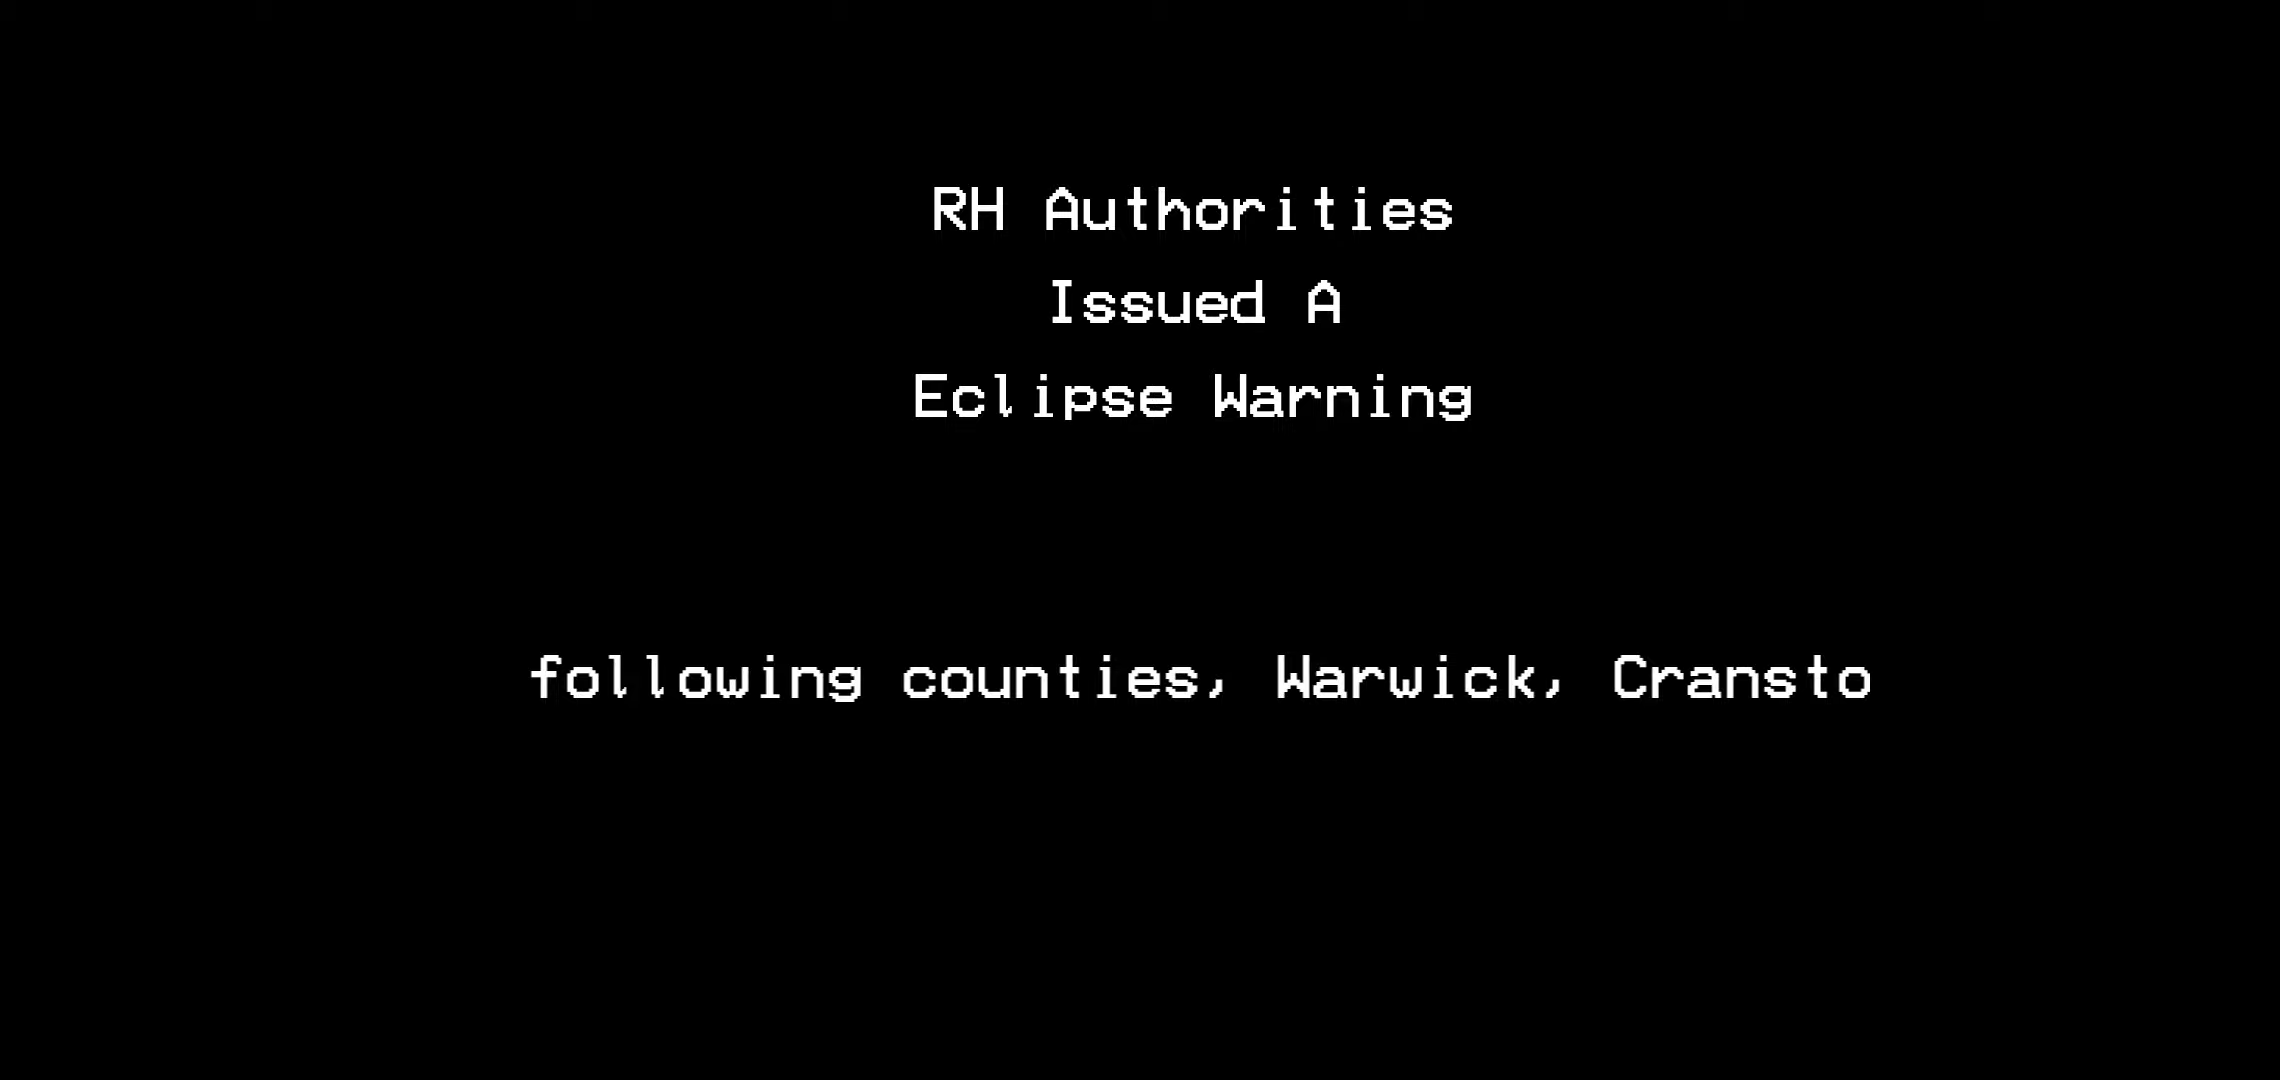 RH Authorities
Issued A
Eclipse Warning
following counties, Warwick, Cransto